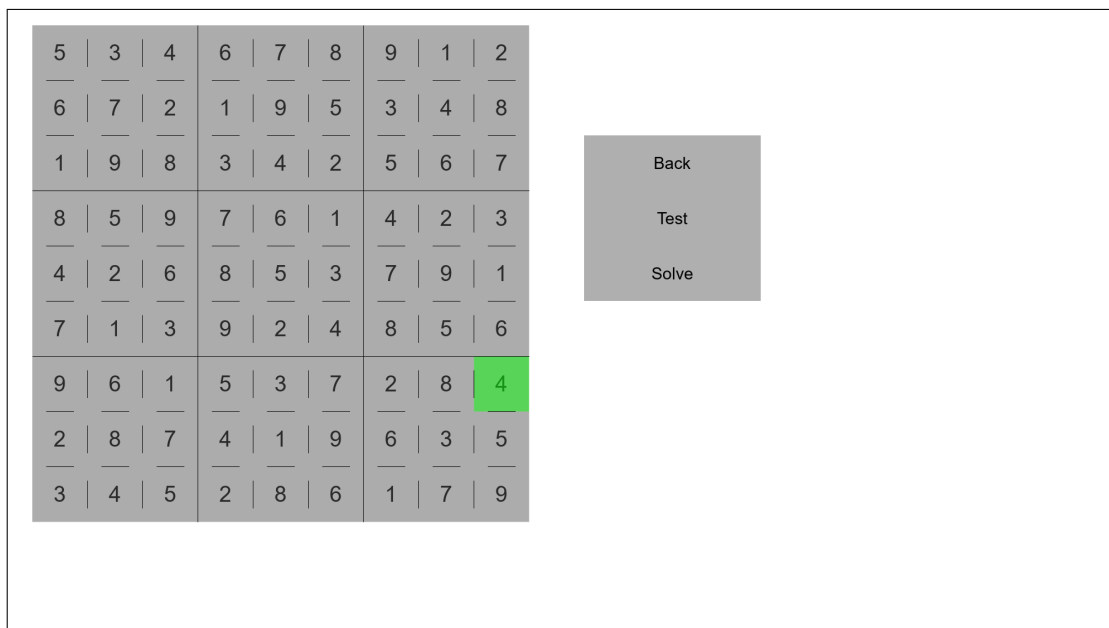 5 3 4 6 7 8 9 1 2
6 7 2 1 9 5 3 4 8
1 9 8 3 4 2 5 6 7
8 5 9 7 6 1 4 2 3
4 2 6 8 5 3 7 9 1
7 1 3 9 2 4 8 5 6
9 6 1 5 3 7 2 8 4
2 8 7 4 1 9 6 3 5
3 4 5 2 8 6 1 7 9
Back
Test
Solve